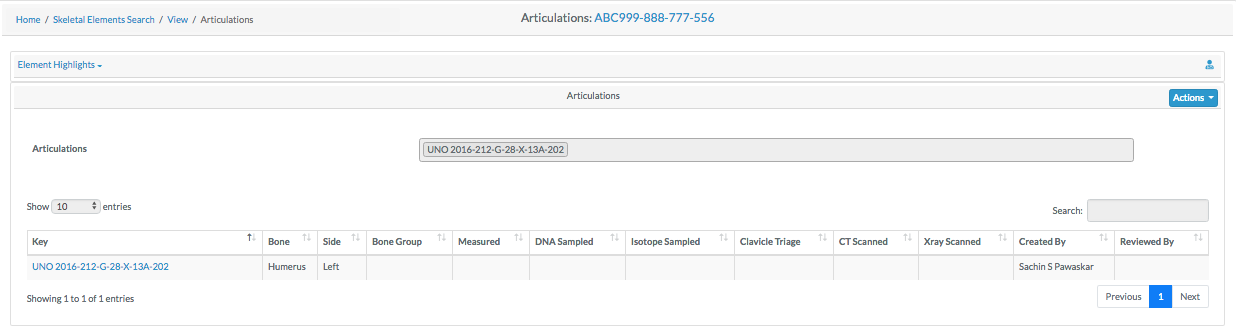 Home / Skeletal Elements Search / View / Articulations
Articulations: ABC999-888-777-556
Element Highlights
Articulations
Actions
Articulations
UNO 2016-212-G-28-X-13A-202
Show 10 entries
Search:
Key Bone Side Bone Group Measured DNA Sampled Isotope Sampled Clavicle Triage CT Scanned Xray Scanned Created By Reviewed By
UNO 2016-212-G-28-X-13A-202 Humerus Left Sachin S Pawaskar
Showing 1 to 1 of 1 entries
Previous 1 Next